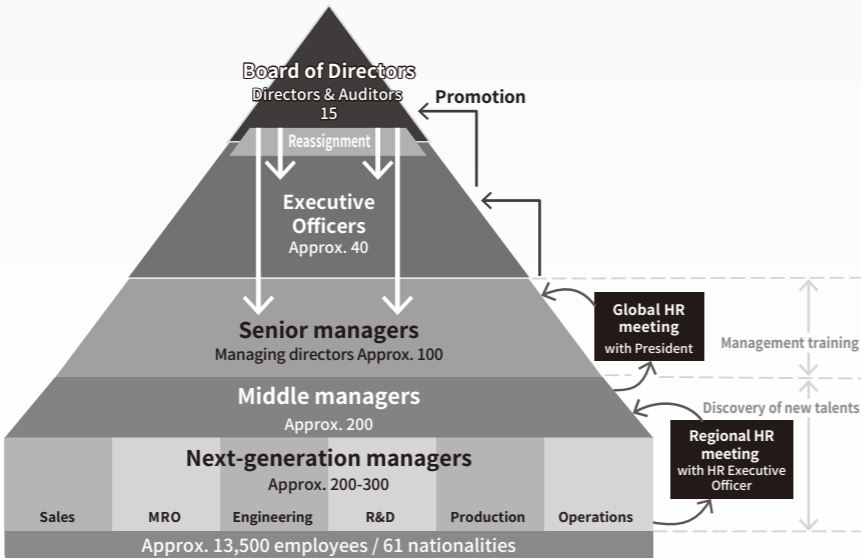 Board of Directors
Directors & Auditors
15
Promotion
Reassignment
Executive
Officers
Approx. 40
Global HR
meeting
with President
Senior managers
Managing directors Approx. 100
Management training
Middle managers
Approx. 200
Discovery of new talents
Regional HR
meeting
with HR Executive
Officer
Next-generation managers
Approx. 200-300
Sales
MRO
Engineering
R&D
Production
Operations
Approx. 13,500 employees / 61 nationalities